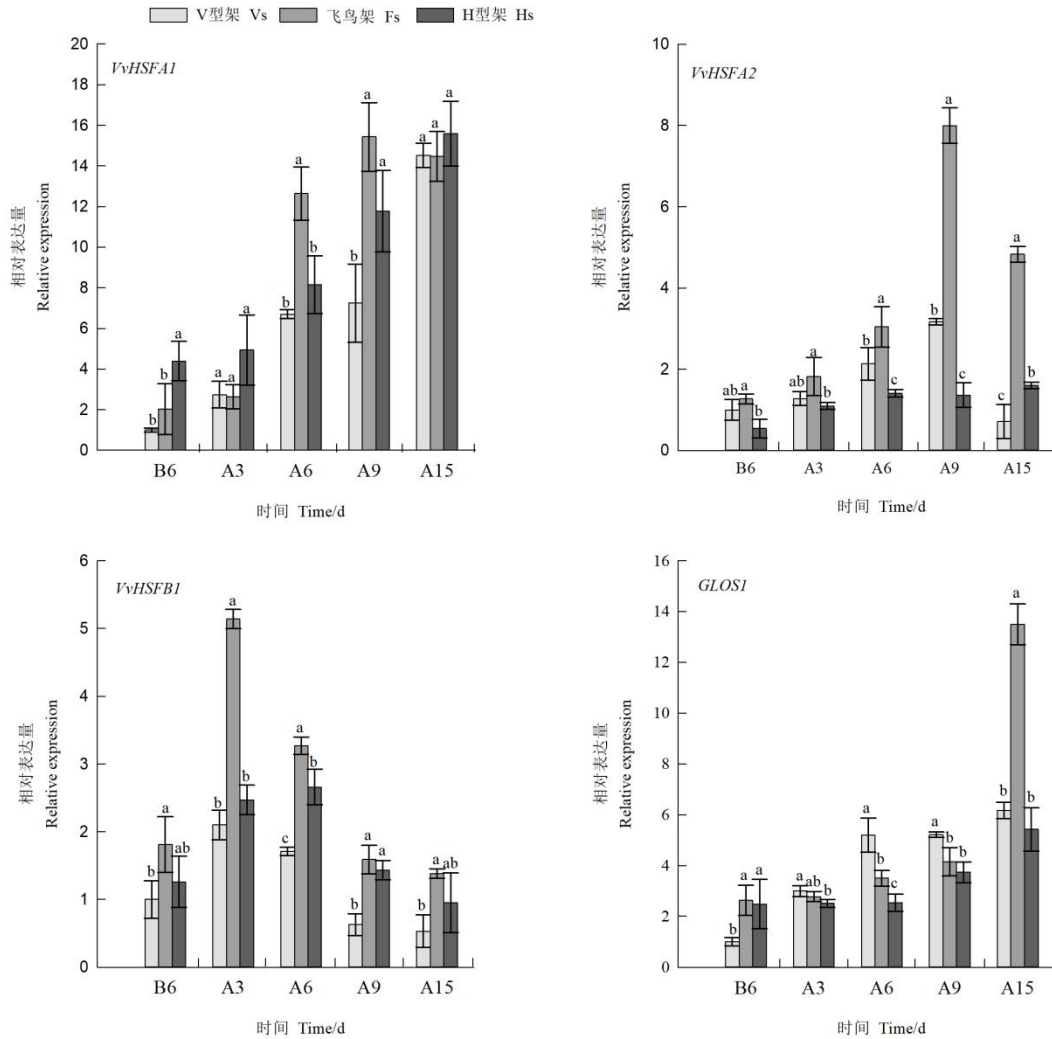 V型架 Vs 飞鸟架 Fs H型架 Hs
VvHSFA1
20
18
16
14
12
10
8
6
4
2
0
相对表达量
Relative expression
b b a
a a a
b a b
b a a
a a a
B6 A3 A6 A9 A15
时间 Time/d
VvHSFA2
10
8
6
4
2
0
相对表达量
Relative expression
ab a b
ab a b
b a c
b a c
c a b
B6 A3 A6 A9 A15
时间 Time/d
VvHSFB1
6
5
4
3
2
1
0
相对表达量
Relative expression
b a ab
b a b
c a b
b a a
b a ab
B6 A3 A6 A9 A15
时间 Time/d
GLOS1
16
14
12
10
8
6
4
2
0
相对表达量
Relative expression
b a a
a ab b
a b c
a b b
b a b
B6 A3 A6 A9 A15
时间 Time/d